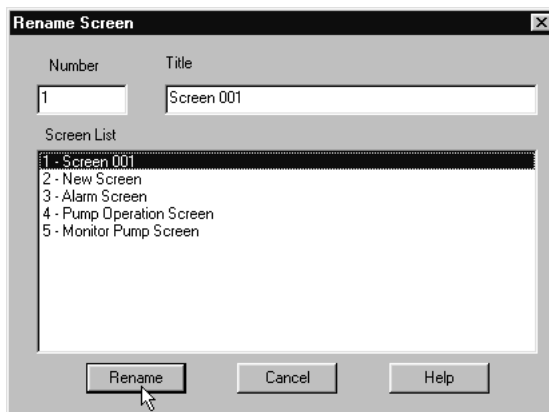 Rename Screen
Number Title
1 Screen 001
Screen List
1 - Screen 001
2 - New Screen
3 - Alarm Screen
4 - Pump Operation Screen
5 - Monitor Pump Screen
Rename Cancel Help